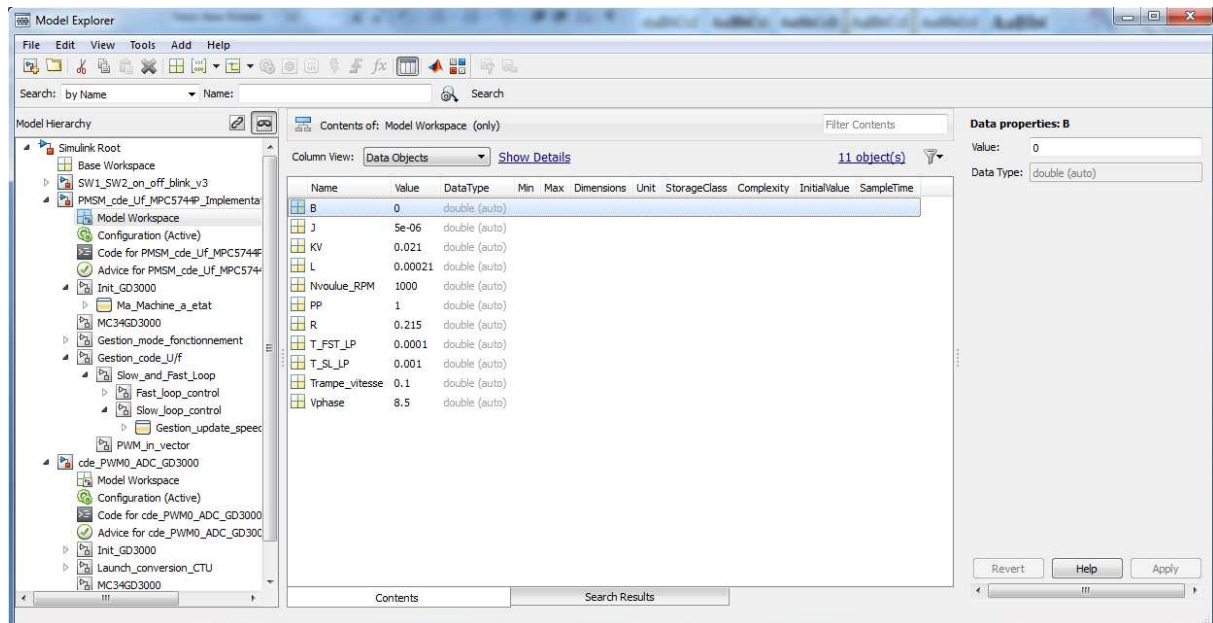 Model Explorer
File Edit View Tools Add Help
Search: by Name Name: Search
Model Hierarchy
Simulink Root
Base Workspace
SW1_SW2_on_off_blink_v3
PMSM_cde_Uf_MPC5744P_Implementa
Model Workspace
Configuration (Active)
Code for PMSM_cde_Uf_MPC5744P
Advice for PMSM_cde_Uf_MPC574
Init_GD3000
Ma_Machine_a_etat
MC34GD3000
Gestion_mode_fonctionnement
Gestion_code_U/f
Slow_and_Fast_Loop
Fast_loop_control
Slow_loop_control
Gestion_update_speed
PWM_in_vector
cde_PWM0_ADC_GD3000
Model Workspace
Configuration (Active)
Code for cde_PWM0_ADC_GD3000
Advice for cde_PWM0_ADC_GD300
Init_GD3000
Launch_conversion_CTU
MC34GD3000
Contents of: Model Workspace (only) Filter Contents
Column View: Data Objects Show Details 11 object(s)
Name Value DataType Min Max Dimensions Unit StorageClass Complexity InitialValue SampleTime
B 0 double (auto)
J 5e-06 double (auto)
KV 0.021 double (auto)
L 0.00021 double (auto)
Nvoulue_RPM 1000 double (auto)
PP 1 double (auto)
R 0.215 double (auto)
T_FST_LP 0.0001 double (auto)
T_SL_LP 0.001 double (auto)
Trampe_vitesse 0.1 double (auto)
Vphase 8.5 double (auto)
Contents Search Results
Data properties: B
Value: 0
Data Type: double (auto)
Revert Help Apply